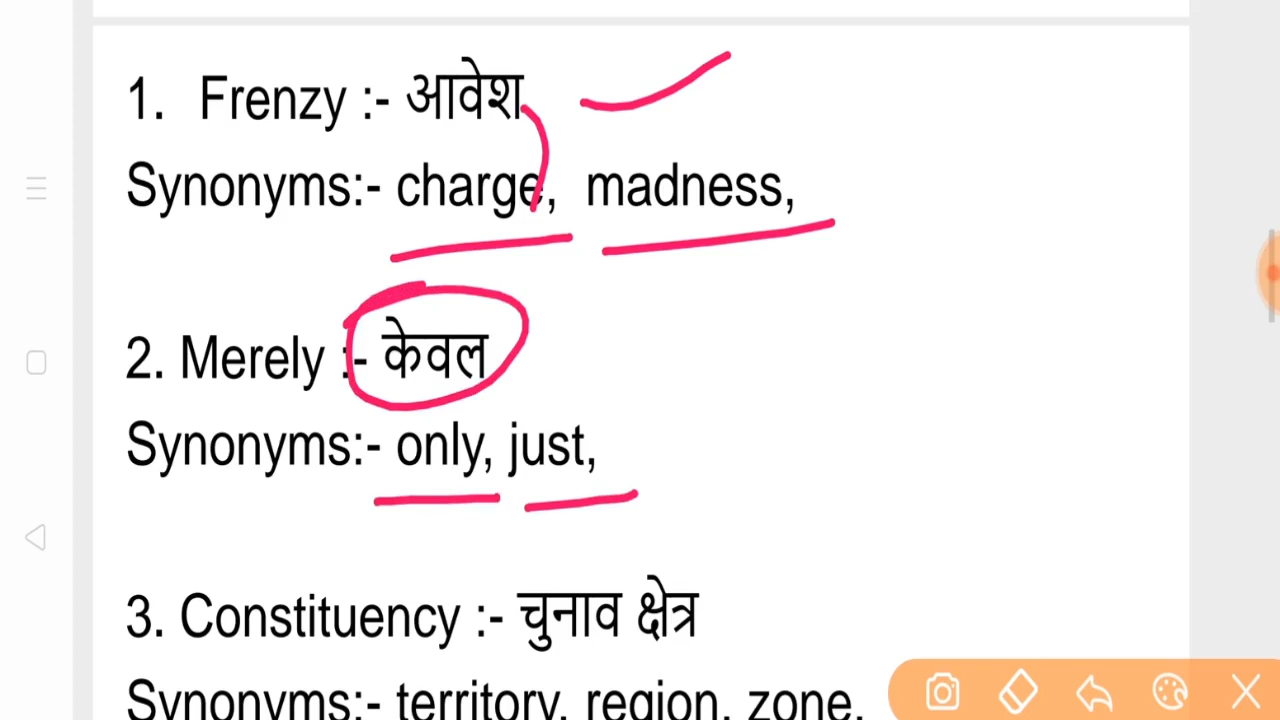 1. Frenzy :- आवेश
Synonyms:- charge, madness,
2. Merely :- केवल
Synonyms:- only, just,
3. Constituency :- चुनाव क्षेत्र
Synonyms:- territory, region, zone,